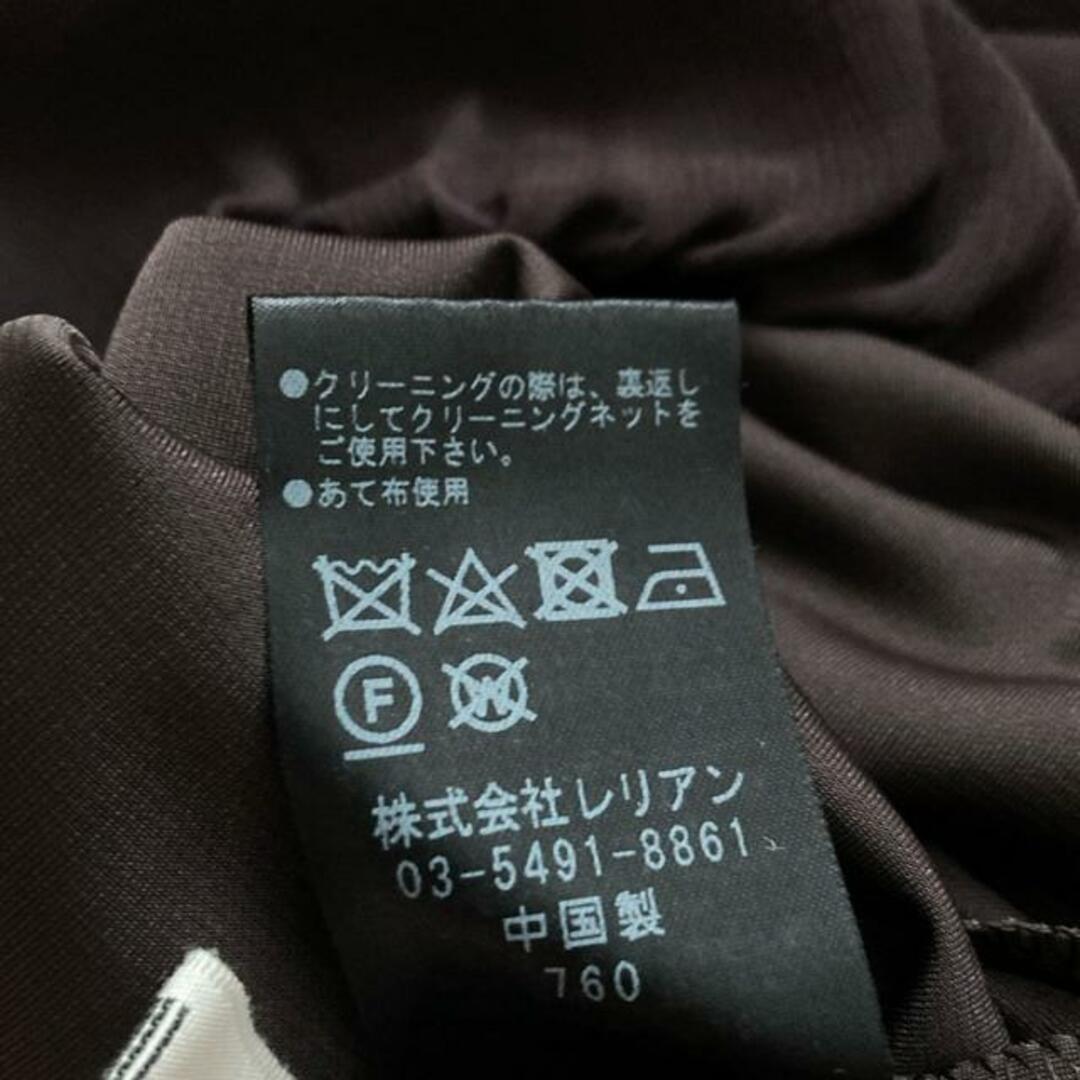 ●クリーニングの際は、裏返し
にしてクリーニングネットを
ご使用下さい。
●あて布使用
F W
株式会社レリアン
03-5491-8861
中国製
760